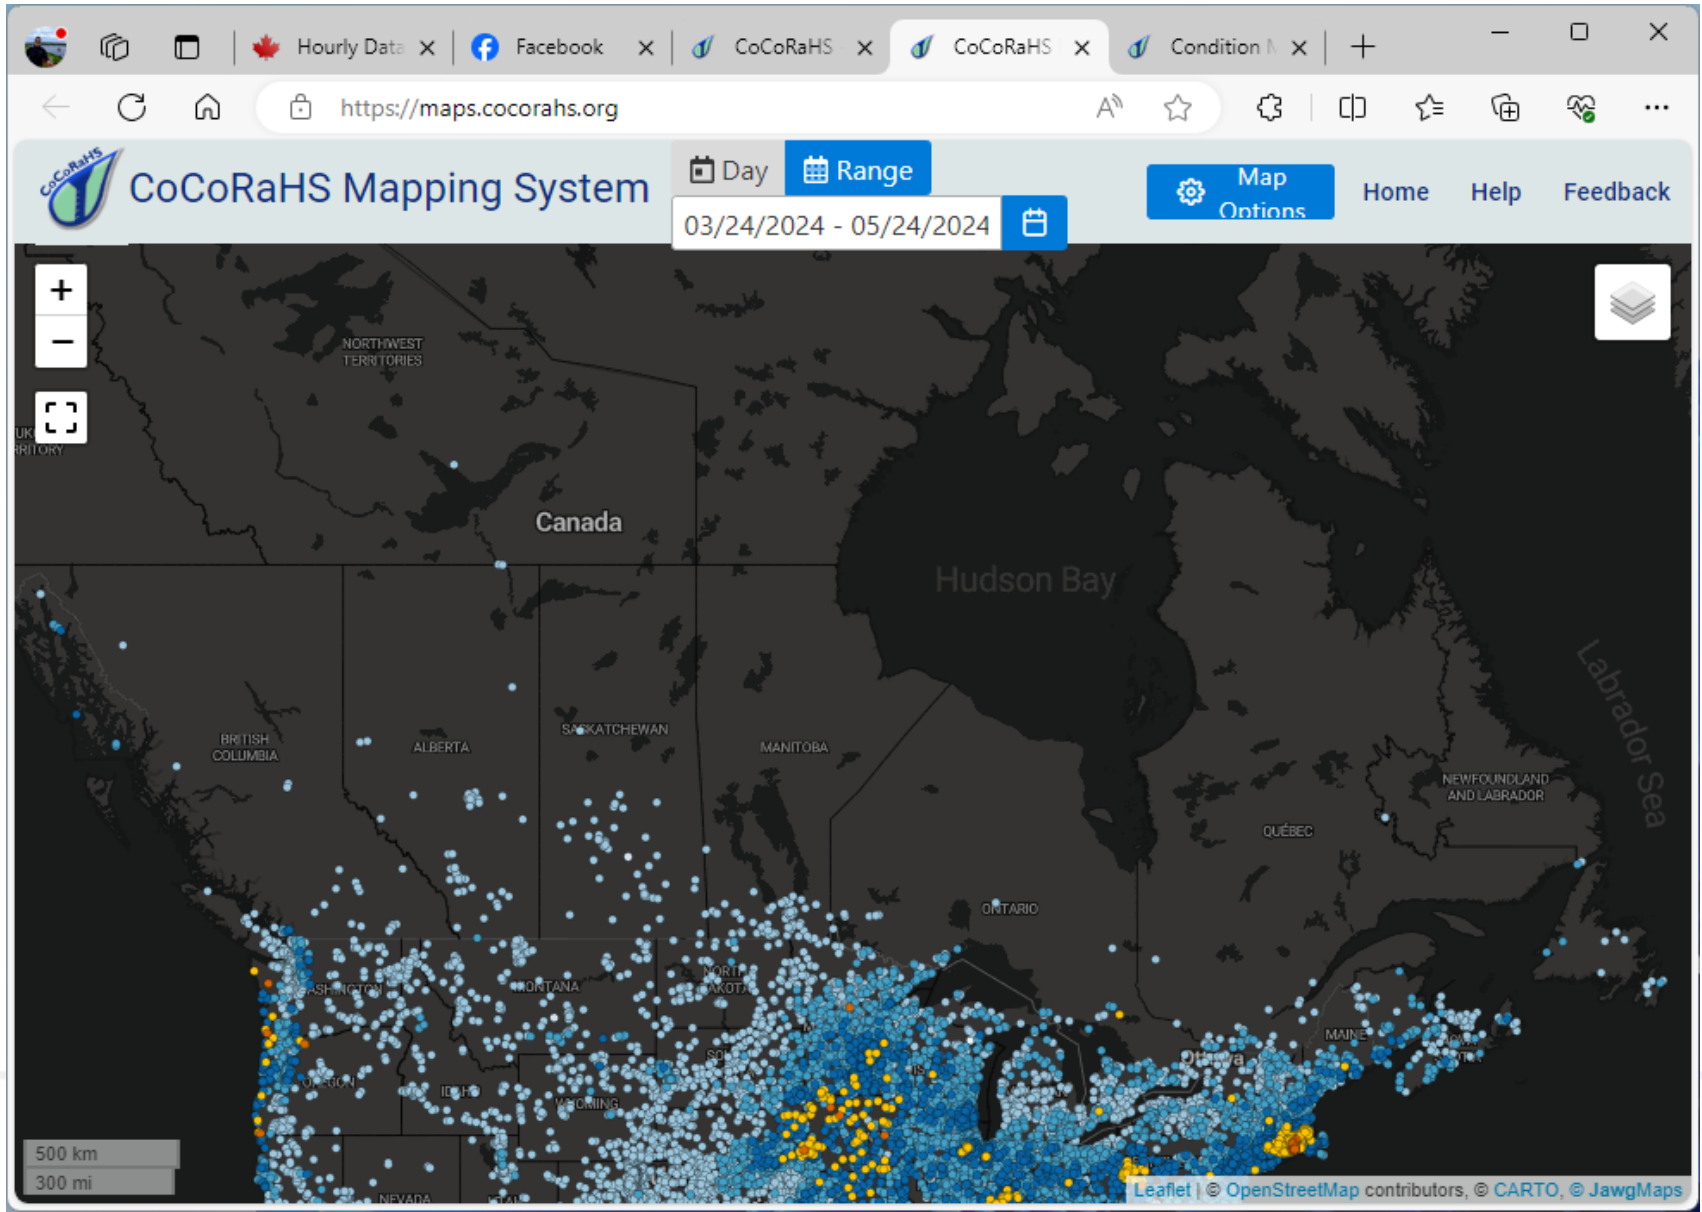 Hourly Data
Facebook
CoCoRaHS
CoCoRaHS
Condition M
https://maps.cocorahs.org
CoCoRaHS
CoCoRaHS Mapping System
Day
Range
03/24/2024 - 05/24/2024
Map
Options
Home
Help
Feedback
+
−
NORTHWEST
TERRITORIES
Canada
Hudson Bay
Labrador Sea
BRITISH
COLUMBIA
ALBERTA
SASKATCHEWAN
MANITOBA
ONTARIO
QUÉBEC
NEWFOUNDLAND
AND LABRADOR
MONTANA
MAINE
Ottawa
OREGON
IDAHO
WYOMING
NEVADA
500 km
300 mi
Leaflet | © OpenStreetMap contributors, © CARTO, © JawgMaps